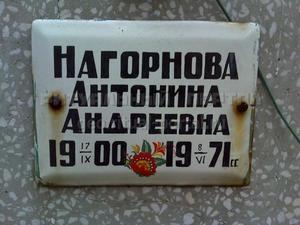 НАГОРНОВА
АНТОНИНА
АНДРЕЕВНА
19 17/IX 00 19 8/VI 71 гг